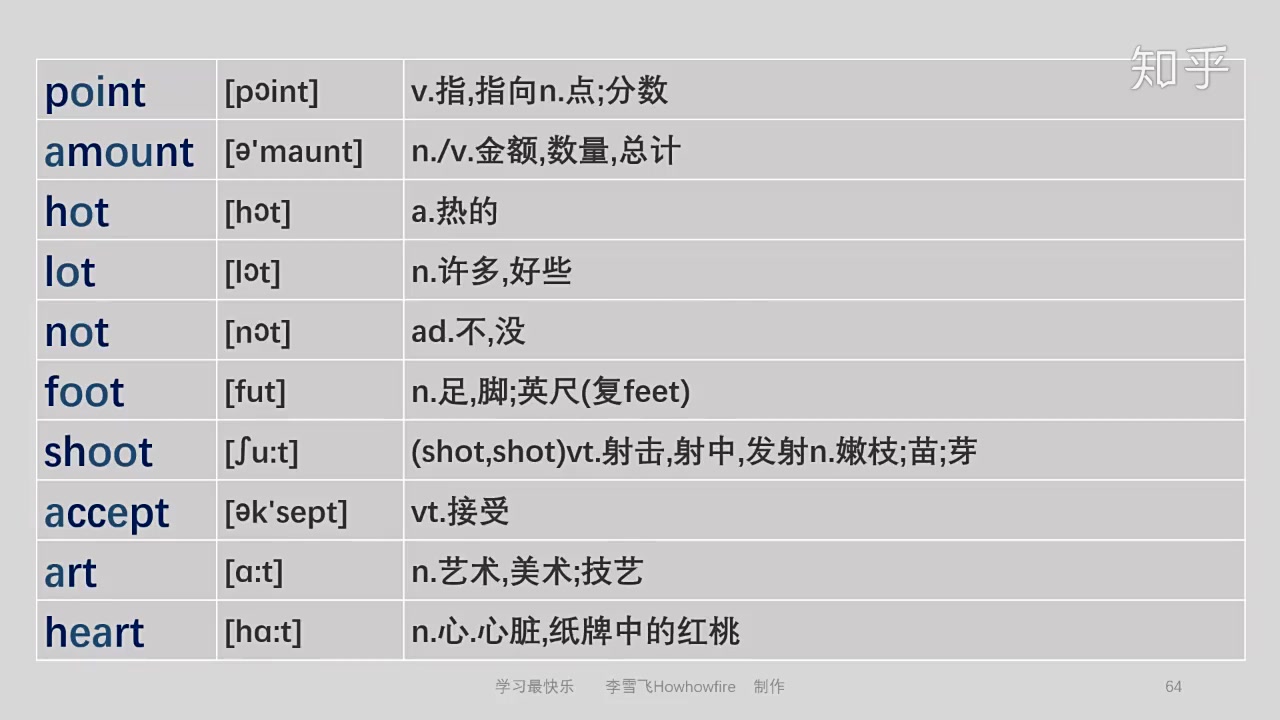 知乎
point [pɔint] v.指,指向n.点;分数
amount [ə'maunt] n./v.金额,数量,总计
hot [hɔt] a.热的
lot [lɔt] n.许多,好些
not [nɔt] ad.不,没
foot [fut] n.足,脚;英尺(复feet)
shoot [ʃu:t] (shot,shot)vt.射击,射中,发射n.嫩枝;苗;芽
accept [ək'sept] vt.接受
art [ɑ:t] n.艺术,美术;技艺
heart [hɑ:t] n.心.心脏,纸牌中的红桃
学习最快乐 李雪飞Howhowfire 制作 64